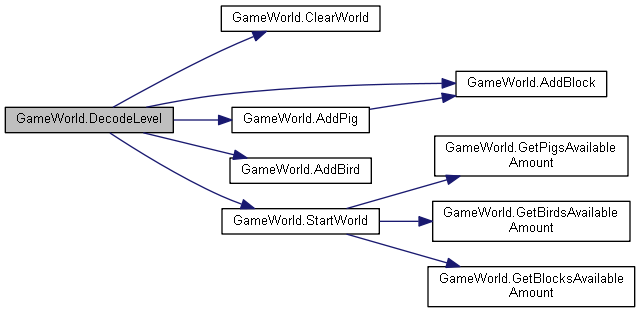 GameWorld.ClearWorld
GameWorld.AddBlock
GameWorld.DecodeLevel
GameWorld.AddPig
GameWorld.GetPigsAvailable
Amount
GameWorld.AddBird
GameWorld.StartWorld
GameWorld.GetBirdsAvailable
Amount
GameWorld.GetBlocksAvailable
Amount